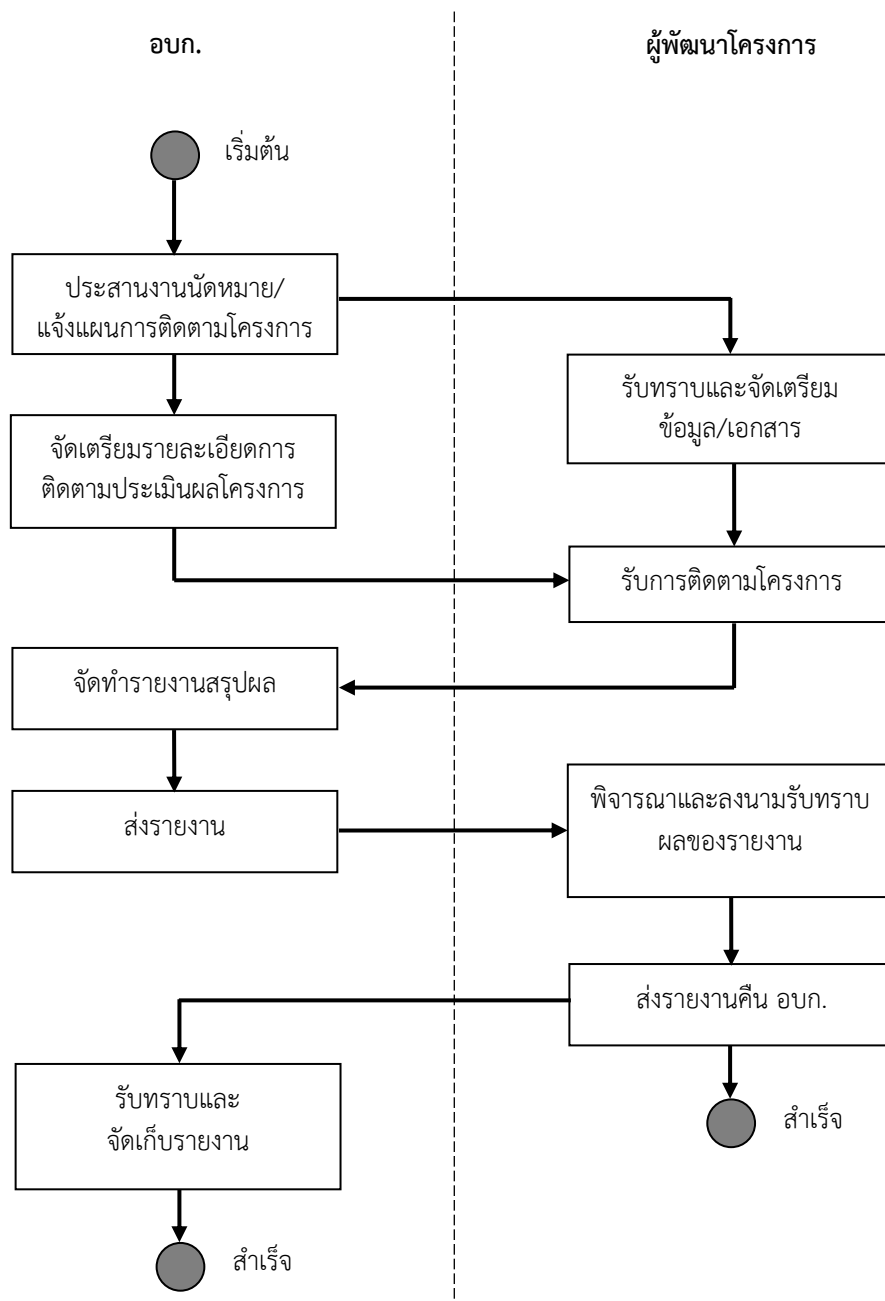 อบก.
ผู้พัฒนาโครงการ
เริ่มต้น
ประสานงานนัดหมาย/
แจ้งแผนการติดตามโครงการ
รับทราบและจัดเตรียม
ข้อมูล/เอกสาร
จัดเตรียมรายละเอียดการ
ติดตามประเมินผลโครงการ
รับการติดตามโครงการ
จัดทำรายงานสรุปผล
ส่งรายงาน
พิจารณาและลงนามรับทราบ
ผลของรายงาน
ส่งรายงานคืน อบก.
รับทราบและ
จัดเก็บรายงาน
สำเร็จ
สำเร็จ